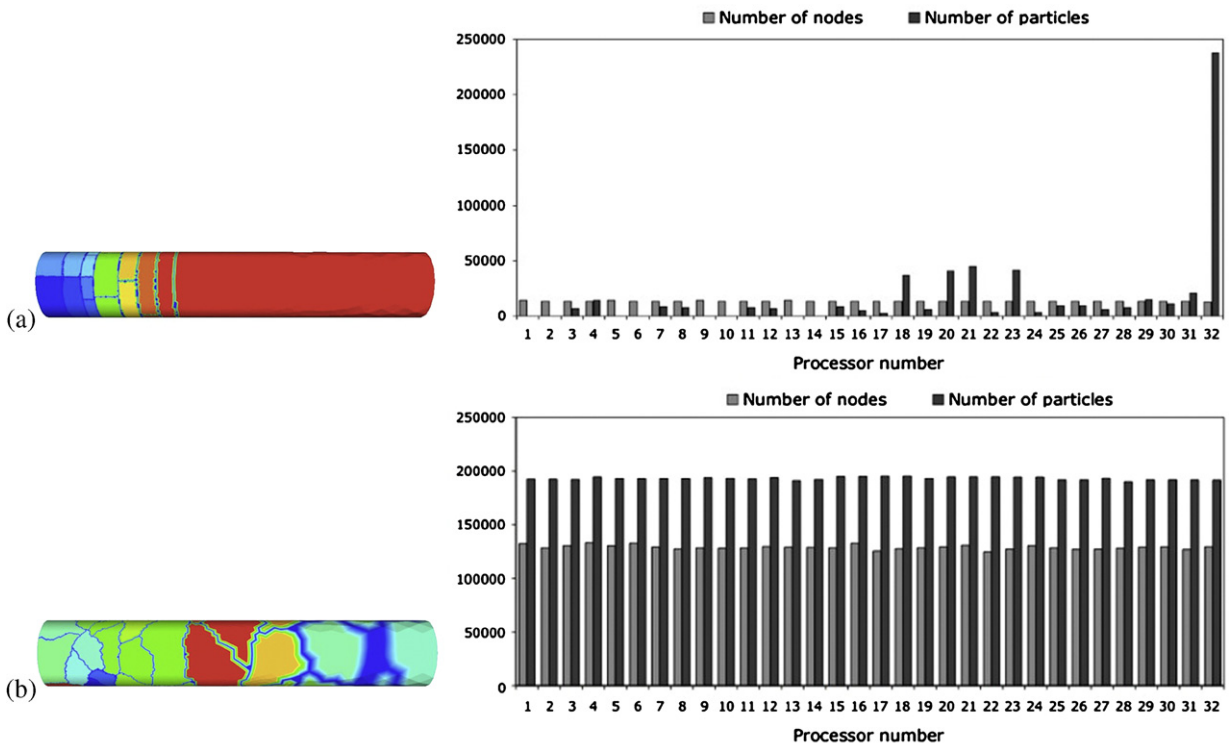 Number of nodes Number of particles
250000
200000
150000
100000
50000
0
1 2 3 4 5 6 7 8 9 10 11 12 13 14 15 16 17 18 19 20 21 22 23 24 25 26 27 28 29 30 31 32
Processor number
(a)
Number of nodes Number of particles
250000
200000
150000
100000
50000
0
1 2 3 4 5 6 7 8 9 10 11 12 13 14 15 16 17 18 19 20 21 22 23 24 25 26 27 28 29 30 31 32
Processor number
(b)